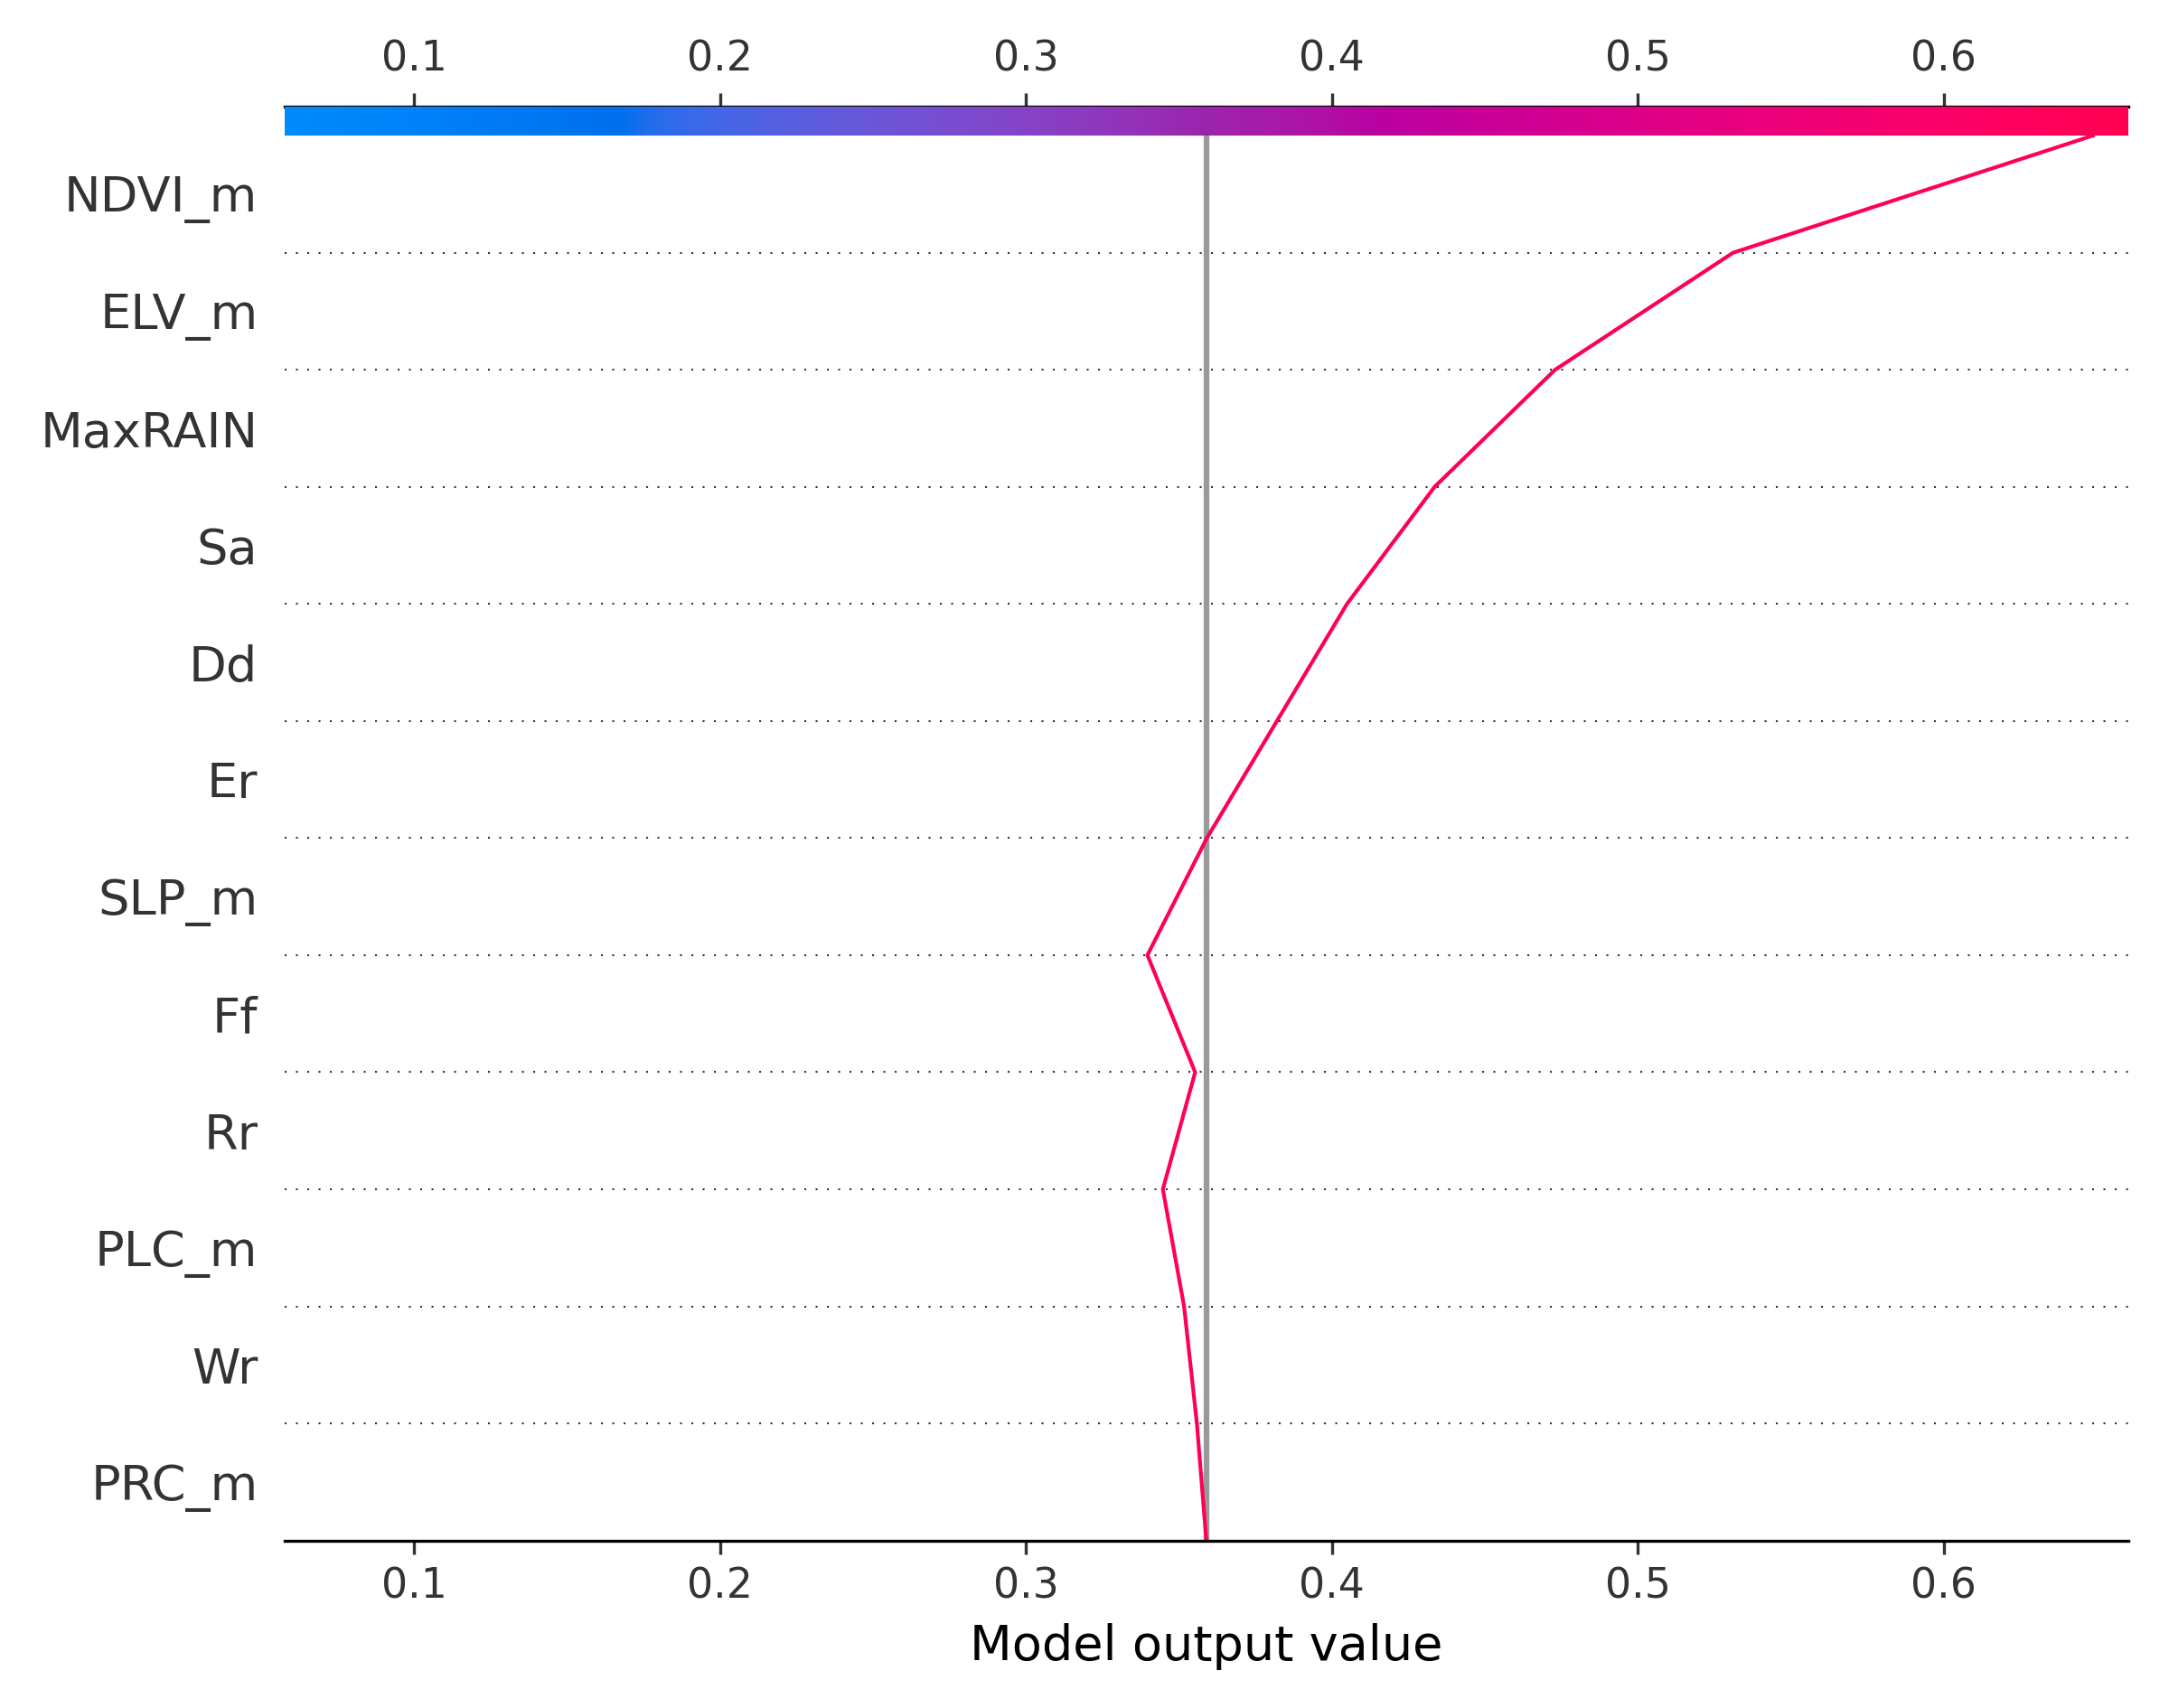 0.1 0.2 0.3 0.4 0.5 0.6
NDVI_m
ELV_m
MaxRAIN
Sa
Dd
Er
SLP_m
Ff
Rr
PLC_m
Wr
PRC_m
0.1 0.2 0.3 0.4 0.5 0.6
Model output value